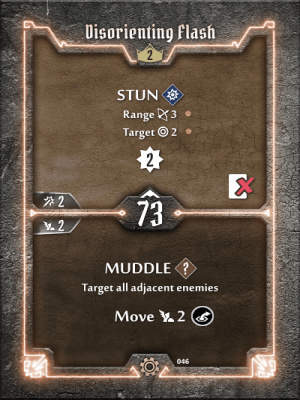 Disorienting Flash
2
STUN
Range 3
Target 2
2
2
73
2
MUDDLE ?
Target all adjacent enemies
Move 2
046